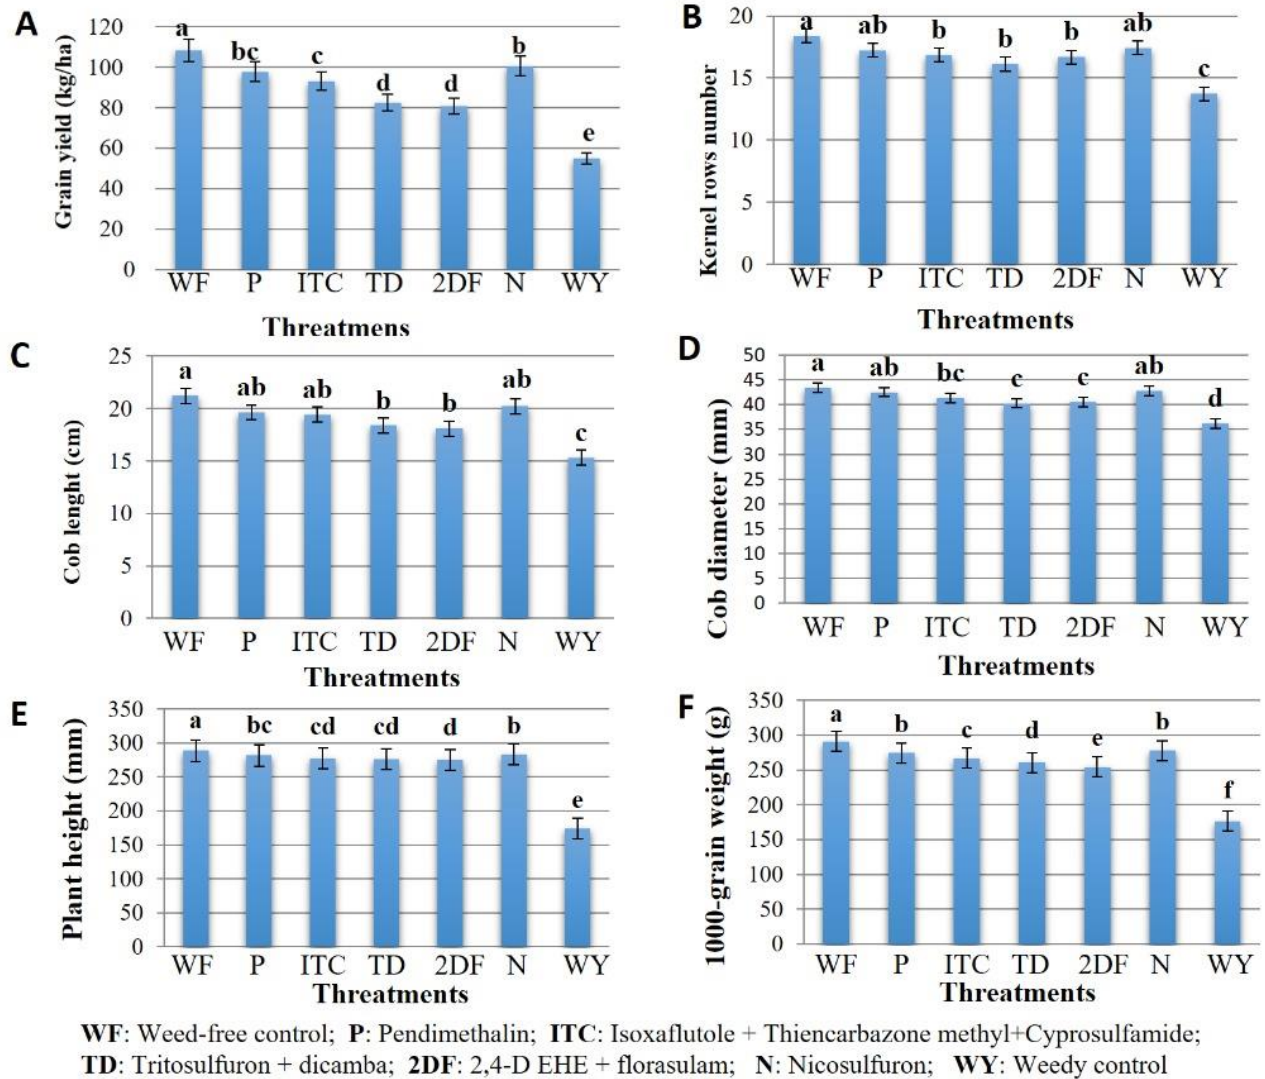 A
Grain yield (kg/ha)
120
100
80
60
40
20
0
a
bc
c
d
d
b
e
WF P ITC TD 2DF N WY
Threatmens
B
Kernel rows number
20
15
10
5
0
a
ab
b
b
b
ab
c
WF P ITC TD 2DF N WY
Threatments
C
Cob lenght (cm)
25
20
15
10
5
0
a
ab
ab
b
b
ab
c
WF P ITC TD 2DF N WY
Threatments
D
Cob diameter (mm)
50
45
40
35
30
25
20
15
10
5
0
a
ab
bc
c
c
ab
d
WF P ITC TD 2DF N WY
Threatments
E
Plant height (mm)
350
300
250
200
150
100
50
0
a
bc
cd
cd
d
b
e
WF P ITC TD 2DF N WY
Threatments
F
1000-grain weight (g)
350
300
250
200
150
100
50
0
a
b
c
d
e
b
f
WF P ITC TD 2DF N WY
Threatments
WF: Weed-free control; P: Pendimethalin; ITC: Isoxaflutole + Thiencarbazone methyl+Cyprosulfamide;
TD: Tritosulfuron + dicamba; 2DF: 2,4-D EHE + florasulam; N: Nicosulfuron; WY: Weedy control